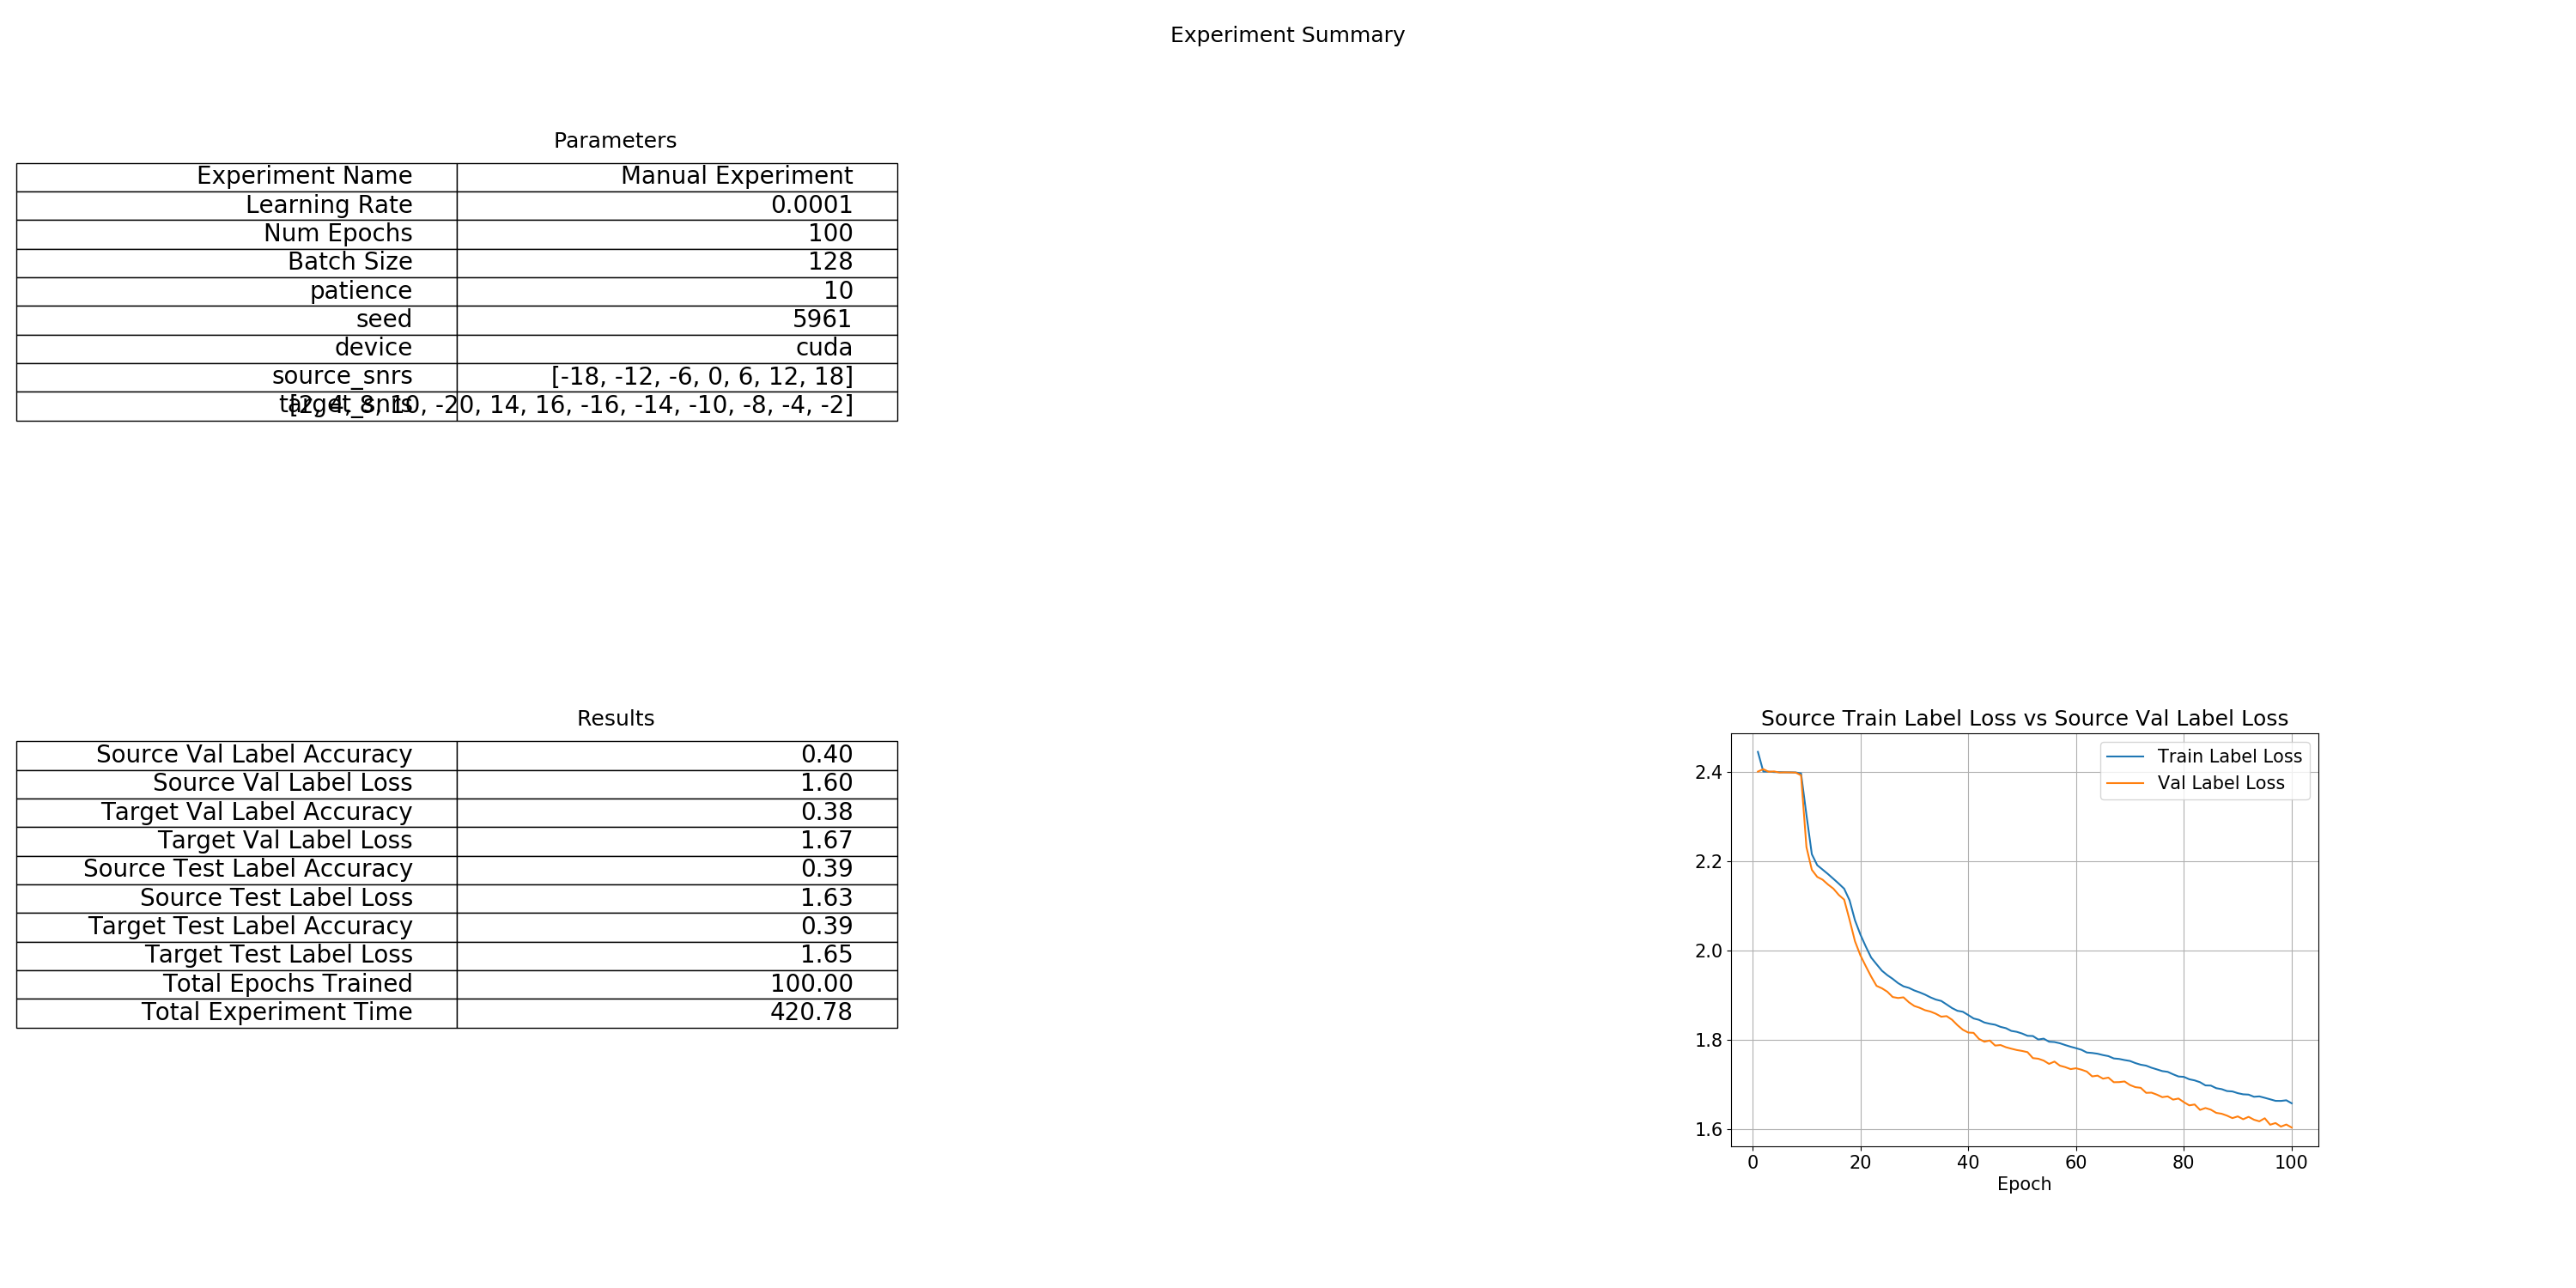 Experiment Summary
Parameters
Experiment Name Manual Experiment
Learning Rate 0.0001
Num Epochs 100
Batch Size 128
patience 10
seed 5961
device cuda
source_snrs [-18, -12, -6, 0, 6, 12, 18]
target_snrs [2, 4, 8, 10, -20, 14, 16, -16, -14, -10, -8, -4, -2]
Results
Source Val Label Accuracy 0.40
Source Val Label Loss 1.60
Target Val Label Accuracy 0.38
Target Val Label Loss 1.67
Source Test Label Accuracy 0.39
Source Test Label Loss 1.63
Target Test Label Accuracy 0.39
Target Test Label Loss 1.65
Total Epochs Trained 100.00
Total Experiment Time 420.78
Source Train Label Loss vs Source Val Label Loss
Train Label Loss
Val Label Loss
2.4
2.2
2.0
1.8
1.6
0 20 40 60 80 100
Epoch